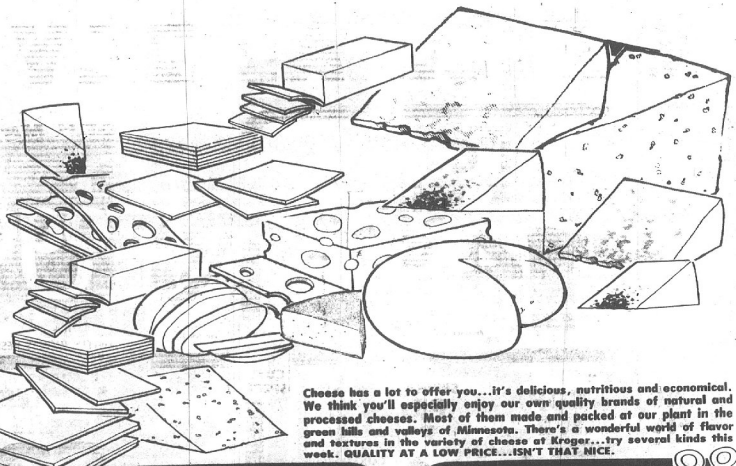 Cheese has a lot to offer you...it's delicious, nutritious and economical.
We think you'll especially enjoy our own quality brands of natural and
processed cheeses. Most of them made and packed at our plant in the
green hills and valleys of Minnesota. There's a wonderful world of flavor
and textures in the variety of cheese at Kroger...try several kinds this
week. QUALITY AT A LOW PRICE...ISN'T THAT NICE.